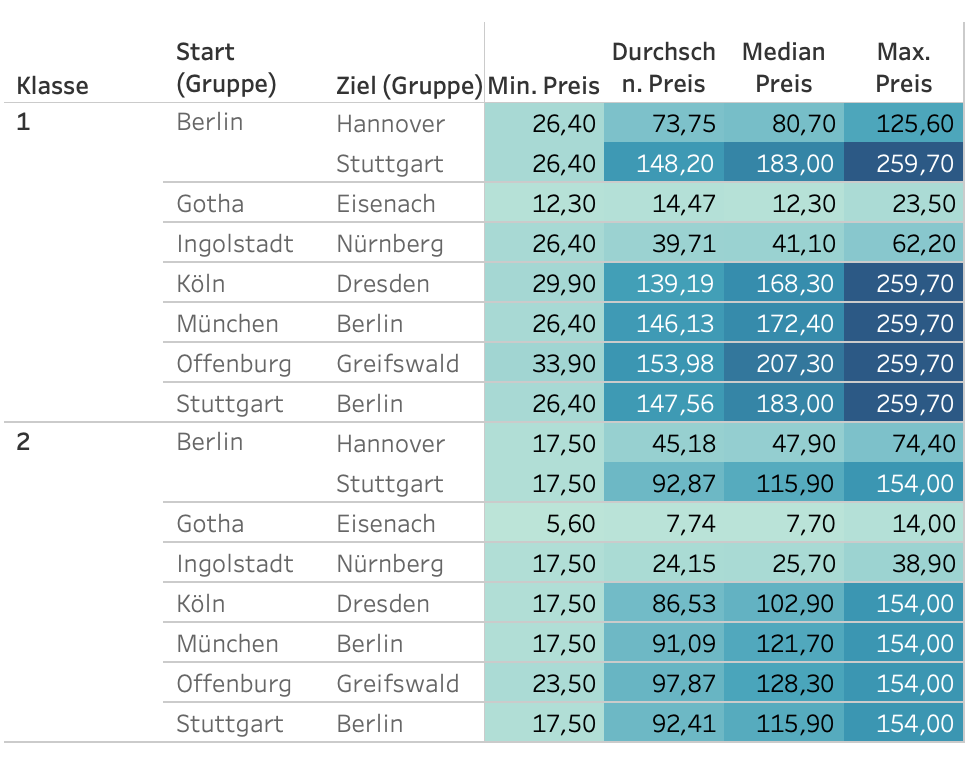 Klasse Start (Gruppe) Ziel (Gruppe) Min. Preis Durchsch n. Preis Median Preis Max. Preis
1 Berlin Hannover 26,40 73,75 80,70 125,60
Stuttgart 26,40 148,20 183,00 259,70
Gotha Eisenach 12,30 14,47 12,30 23,50
Ingolstadt Nürnberg 26,40 39,71 41,10 62,20
Köln Dresden 29,90 139,19 168,30 259,70
München Berlin 26,40 146,13 172,40 259,70
Offenburg Greifswald 33,90 153,98 207,30 259,70
Stuttgart Berlin 26,40 147,56 183,00 259,70
2 Berlin Hannover 17,50 45,18 47,90 74,40
Stuttgart 17,50 92,87 115,90 154,00
Gotha Eisenach 5,60 7,74 7,70 14,00
Ingolstadt Nürnberg 17,50 24,15 25,70 38,90
Köln Dresden 17,50 86,53 102,90 154,00
München Berlin 17,50 91,09 121,70 154,00
Offenburg Greifswald 23,50 97,87 128,30 154,00
Stuttgart Berlin 17,50 92,41 115,90 154,00